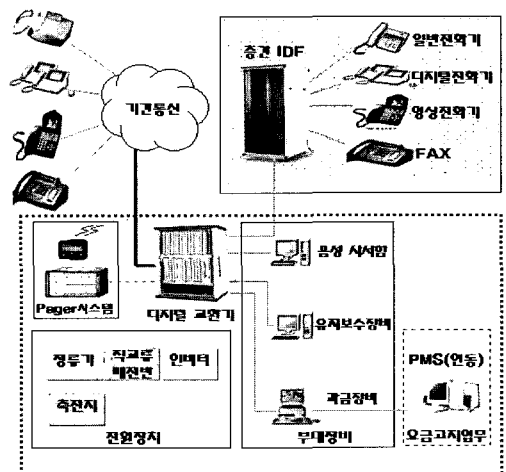 기간통신
층간 IDF
일반전화기
디지털전화기
영상전화기
FAX
Pager시스템
디지털 교환기
음성 사서함
유지보수장비
과금장비
부대장비
PMS(연동)
요금고지업무
정류기
직교류
배전반
인버터
축전지
전원장치